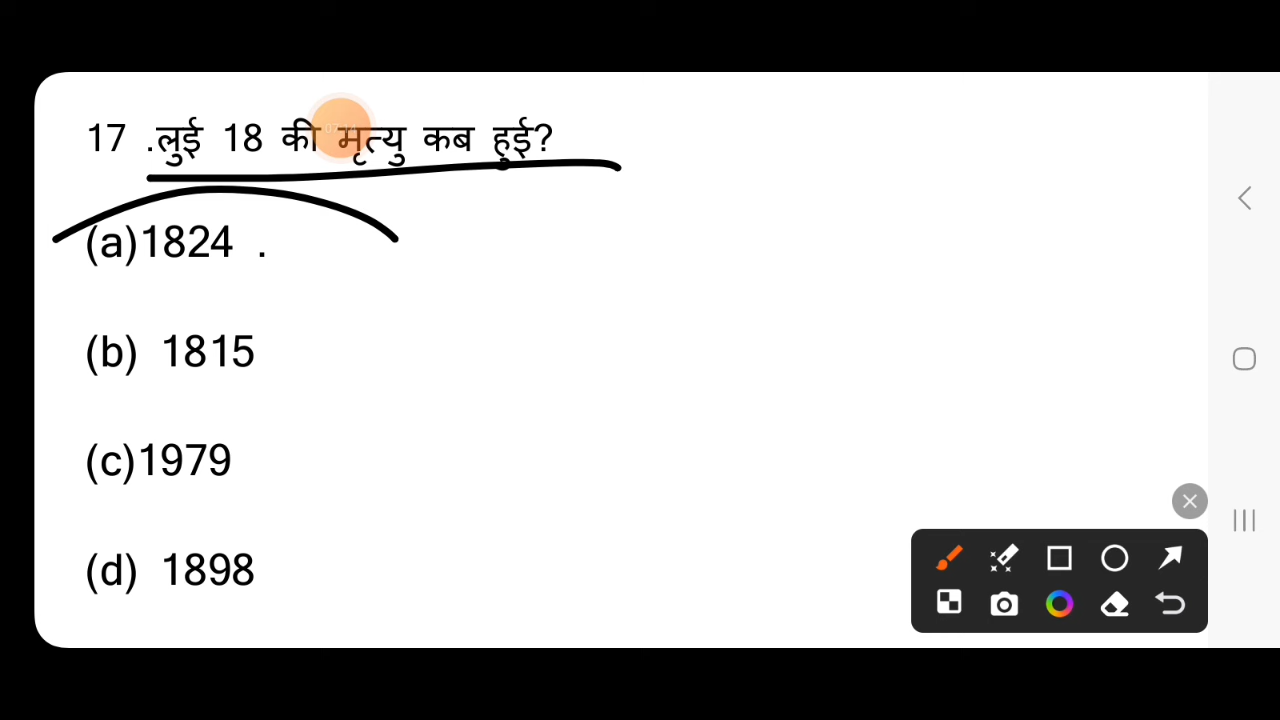 17 .लुई 18 की मृत्यु कब हुई?
(a)1824 .
(b) 1815
(c)1979
(d) 1898